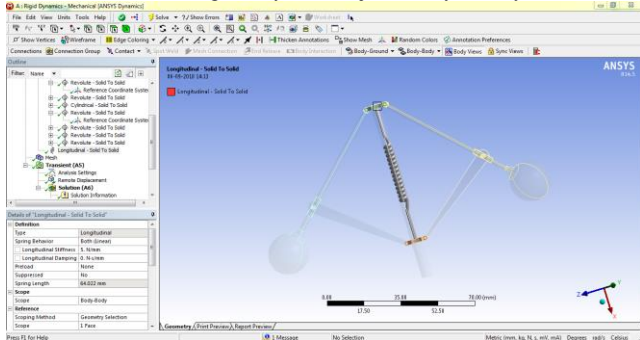 A : Rigid Dynamics - Mechanical [ANSYS Dynamics]
File Edit View Units Tools Help Solve ?/ Show Errors
Show Vertices Wireframe Edge Coloring Thicken Annotations Show Mesh Random Colors Annotation Preferences
Connections Connection Group Contact Spot Weld End Release Body-Ground Body-Body Body Views Sync Views
Outline
Filter: Name
Revolute - Solid To Solid
Reference Coordinate Syste
Revolute - Solid To Solid
Cylindrical - Solid To Solid
Revolute - Solid To Solid
Reference Coordinate Syste
Revolute - Solid To Solid
Revolute - Solid To Solid
Longitudinal - Solid To Solid
Mesh
Transient (A5)
Analysis Settings
Remote Displacement
Solution (A6)
Solution Information
Details of "Longitudinal - Solid To Solid"
Definition
Type Longitudinal
Spring Behavior Both (Linear)
Longitudinal Stiffness 5. N/mm
Longitudinal Damping 0. N·s/mm
Preload None
Suppressed No
Spring Length 64.022 mm
Scope
Scope Body-Body
Reference
Scoping Method Geometry Selection
Scope 1 Face
Longitudinal - Solid To Solid
Longitudinal - Solid To Solid
ANSYS
R14.5
0.00 35.00 70.00 (mm)
17.50 52.50
Z Y X
Geometry Print Preview Report Preview
Press F1 for Help 1 Message No Selection Metric (mm, kg, N, s, mV, mA) Degrees rad/s Celsius